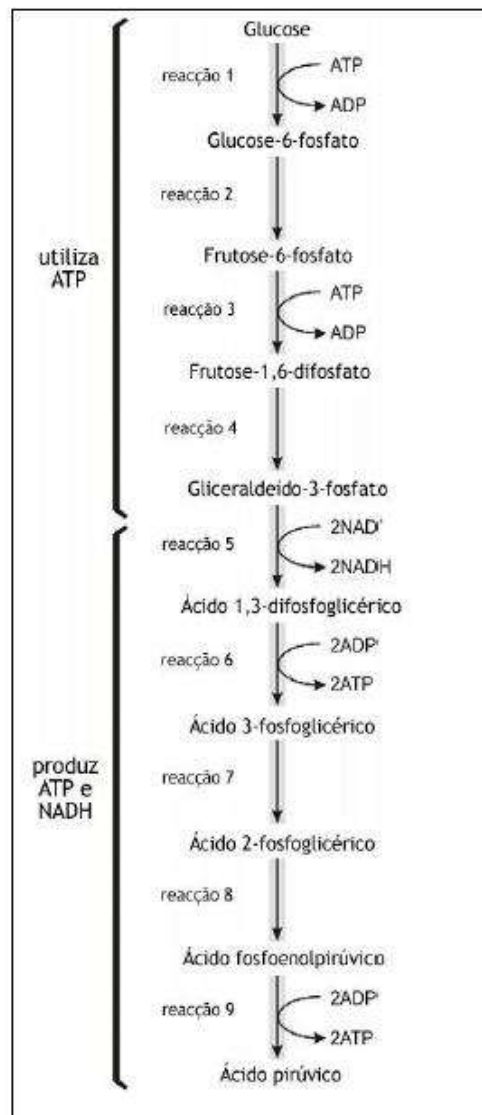 Glucose
reacção 1
ATP
ADP
Glucose-6-fosfato
reacção 2
utiliza
ATP
Frutose-6-fosfato
reacção 3
ATP
ADP
Frutose-1,6-difosfato
reacção 4
Gliceraldeido-3-fosfato
reacção 5
2NAD⁺
2NADH
Ácido 1,3-difosfoglicérico
reacção 6
2ADP'
2ATP
Ácido 3-fosfoglicérico
produz
ATP e
NADH
reacção 7
Ácido 2-fosfoglicérico
reacção 8
Ácido fosfoenolpirúvico
reacção 9
2ADP'
2ATP
Ácido pirúvico